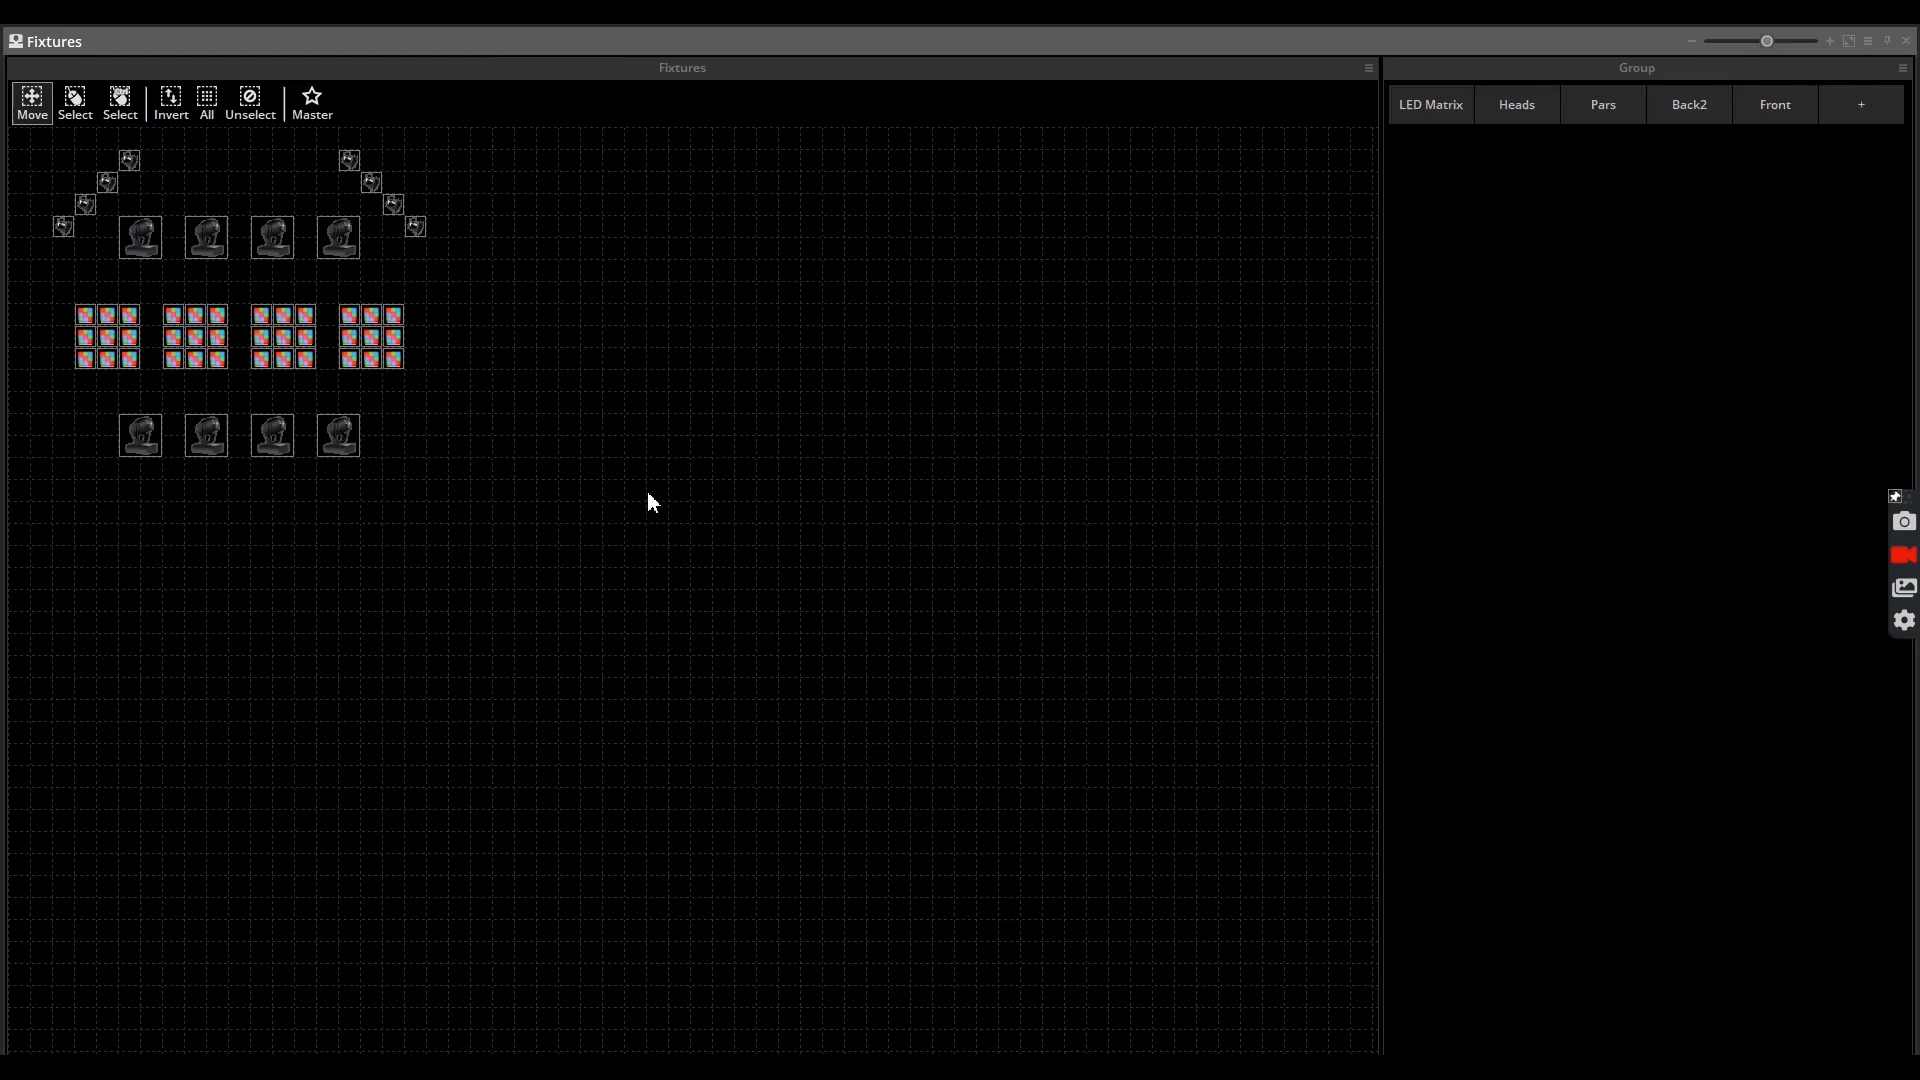 Fixtures
Fixtures
Group
Move Select Select Invert All Unselect Master
LED Matrix Heads Pars Back2 Front +